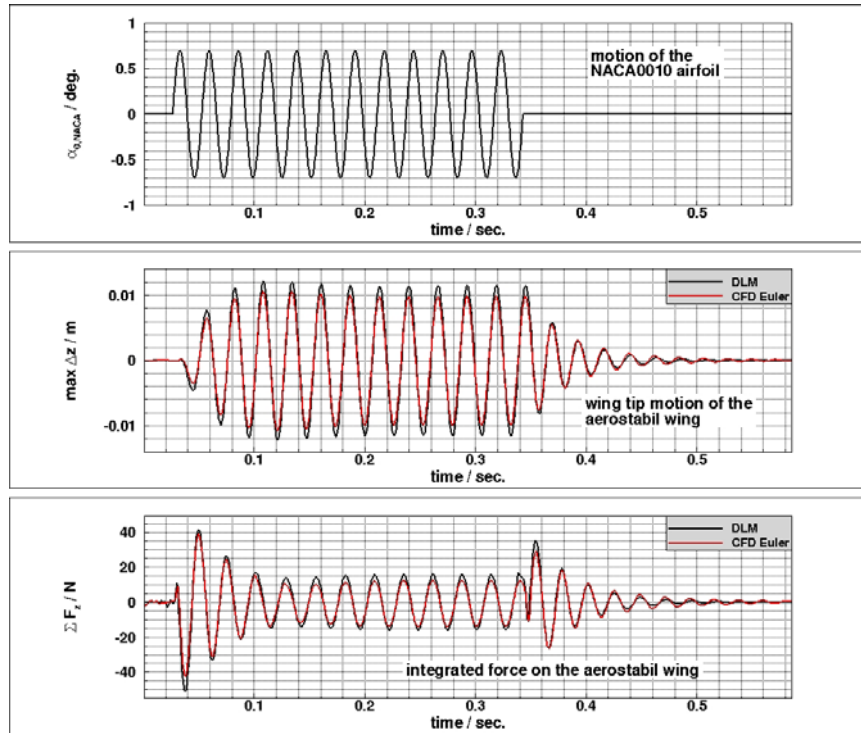 1
0.5
0
-0.5
-1
α0,NACA / deg.
motion of the
NACA0010 airfoil
0.1 0.2 0.3 0.4 0.5
time / sec.
0.01
0
-0.01
max Δz / m
DLM
CFD Euler
wing tip motion of the
aerostabil wing
0.1 0.2 0.3 0.4 0.5
time / sec.
40
20
0
-20
-40
Σ Fz / N
DLM
CFD Euler
integrated force on the aerostabil wing
0.1 0.2 0.3 0.4 0.5
time / sec.